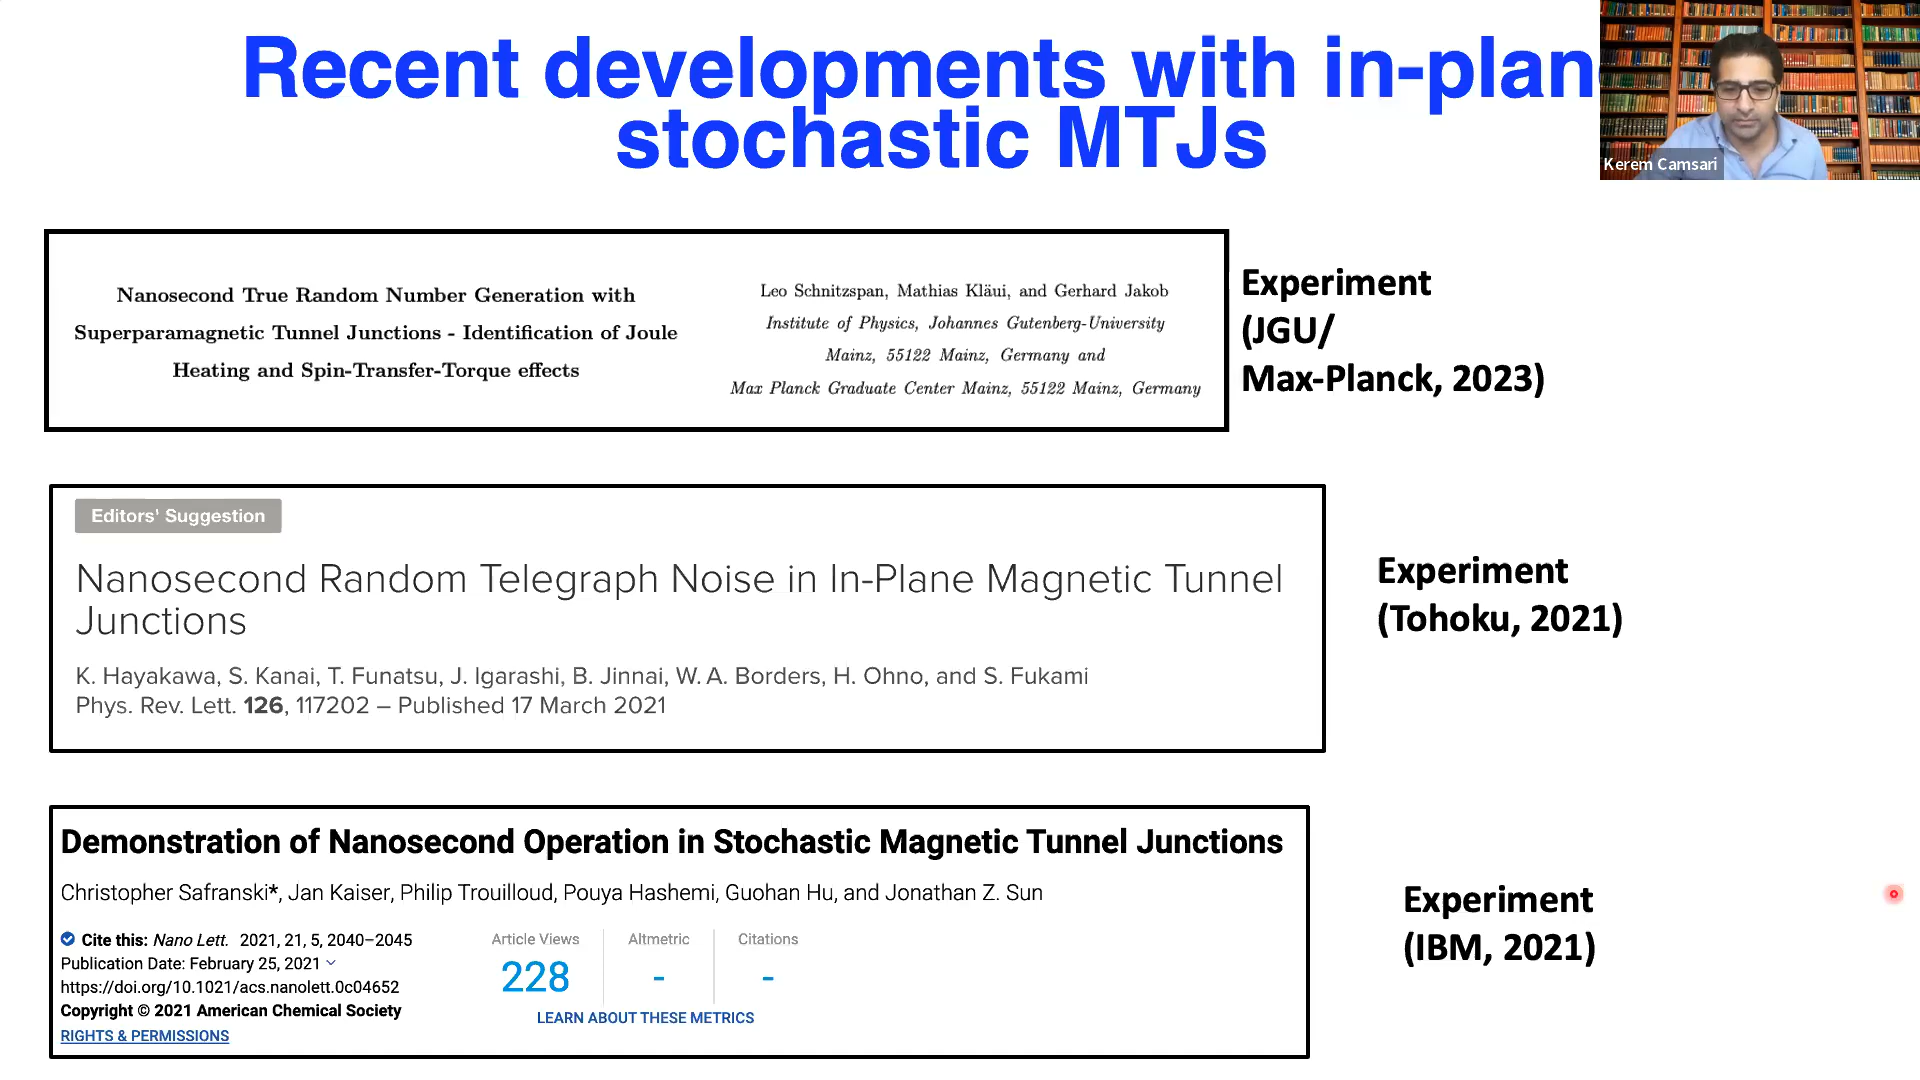 Recent developments with in-plan
stochastic MTJs
Kerem Camsari
Nanosecond True Random Number Generation with
Superparamagnetic Tunnel Junctions - Identification of Joule
Heating and Spin-Transfer-Torque effects
Leo Schnitzspan, Mathias Kläui, and Gerhard Jakob
Institute of Physics, Johannes Gutenberg-University
Mainz, 55122 Mainz, Germany and
Max Planck Graduate Center Mainz, 55122 Mainz, Germany
Experiment
(JGU/
Max-Planck, 2023)
Editors' Suggestion
Nanosecond Random Telegraph Noise in In-Plane Magnetic Tunnel
Junctions
K. Hayakawa, S. Kanai, T. Funatsu, J. Igarashi, B. Jinnai, W. A. Borders, H. Ohno, and S. Fukami
Phys. Rev. Lett. 126, 117202 – Published 17 March 2021
Experiment
(Tohoku, 2021)
Demonstration of Nanosecond Operation in Stochastic Magnetic Tunnel Junctions
Christopher Safranski*, Jan Kaiser, Philip Trouilloud, Pouya Hashemi, Guohan Hu, and Jonathan Z. Sun
Cite this: Nano Lett. 2021, 21, 5, 2040–2045
Publication Date: February 25, 2021
https://doi.org/10.1021/acs.nanolett.0c04652
Copyright © 2021 American Chemical Society
RIGHTS & PERMISSIONS
Article Views
228
Altmetric
-
Citations
-
LEARN ABOUT THESE METRICS
Experiment
(IBM, 2021)